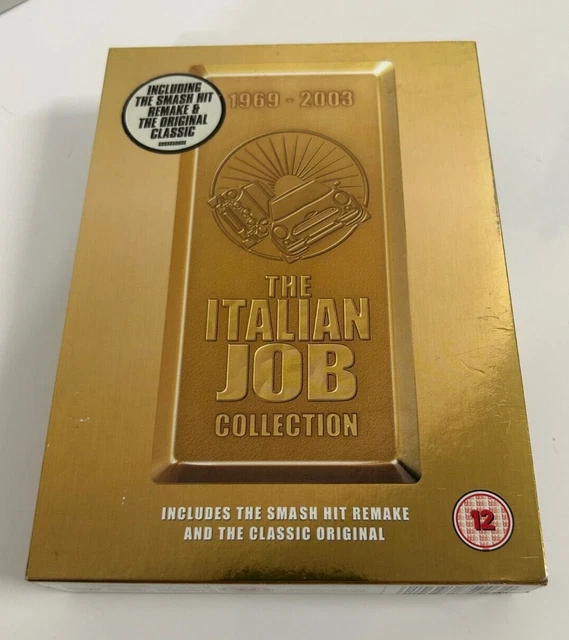 INCLUDING
THE SMASH HIT
REMAKE &
THE ORIGINAL
CLASSIC
1969 - 2003
THE
ITALIAN
JOB
COLLECTION
INCLUDES THE SMASH HIT REMAKE
AND THE CLASSIC ORIGINAL
12